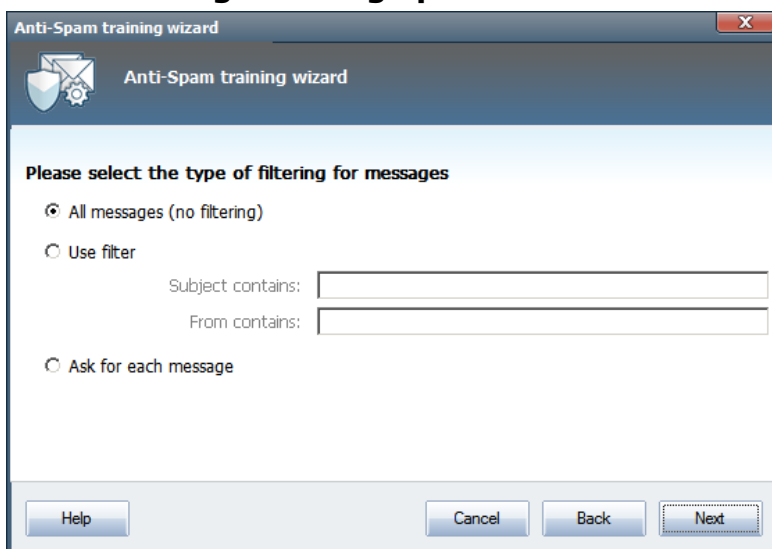 Anti-Spam training wizard
Anti-Spam training wizard
Please select the type of filtering for messages
All messages (no filtering)
Use filter
Subject contains:
From contains:
Ask for each message
Help Cancel Back Next